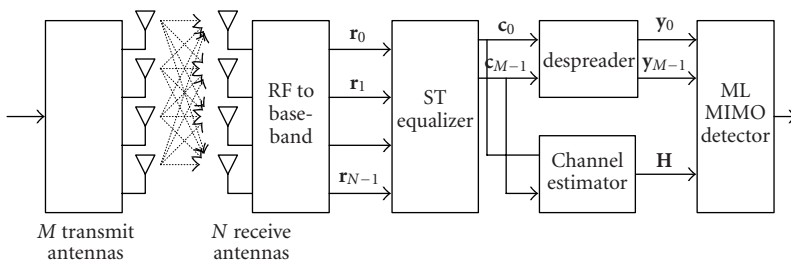 M transmit
antennas
N receive
antennas
RF to
base-
band
r0
r1
rN−1
ST
equalizer
c0
cM−1
despreader
Channel
estimator
y0
yM−1
H
ML
MIMO
detector